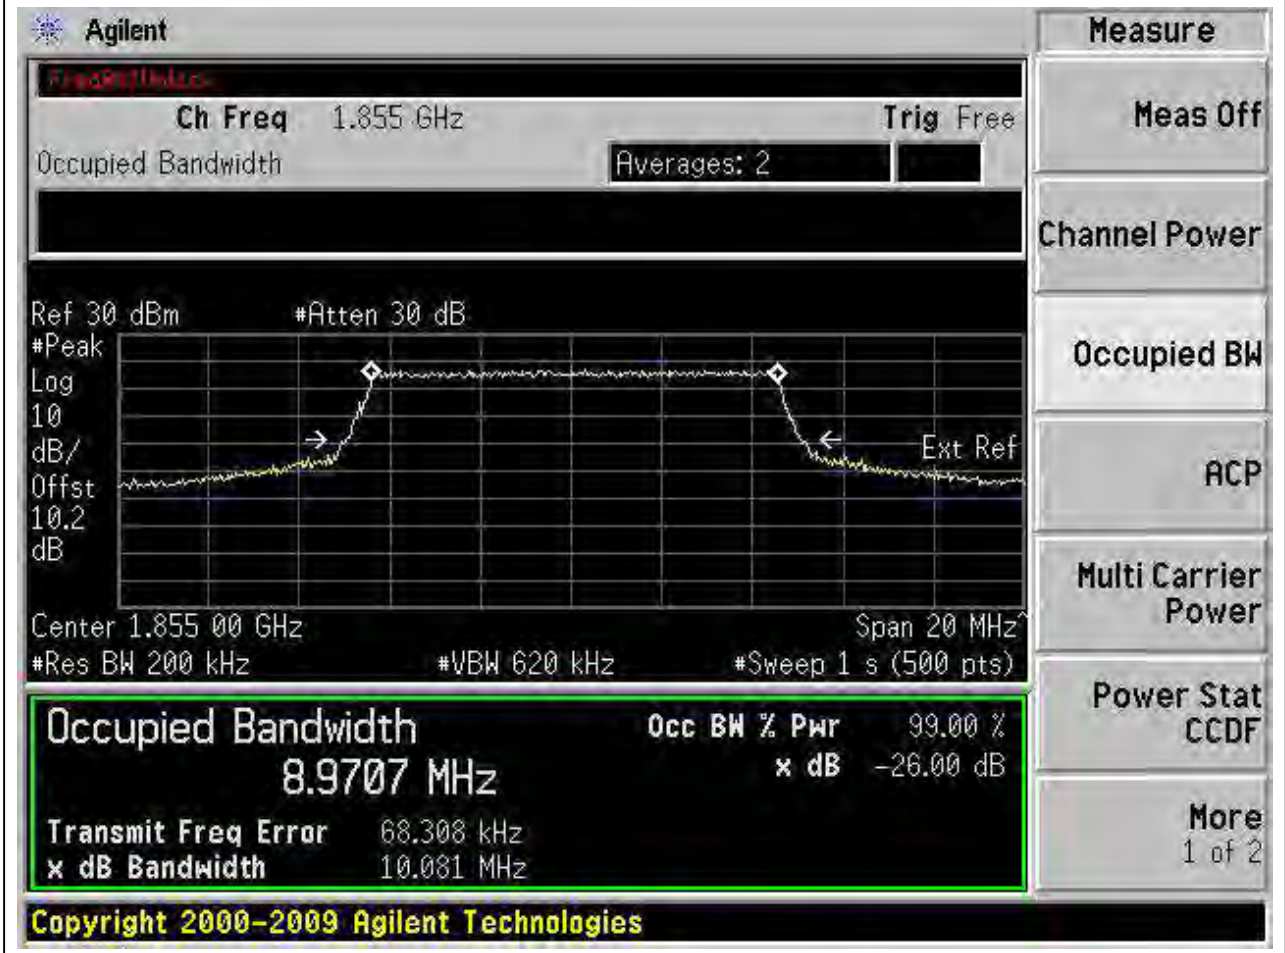 Agilent
Measure
Ch Freq 1.855 GHz Trig Free
Occupied Bandwidth Averages: 2
Meas Off
Channel Power
Occupied BW
ACP
Multi Carrier
Power
Power Stat
CCDF
More
1 of 2
Ref 30 dBm #Atten 30 dB
#Peak
Log
10
dB/
Offst
10.2
dB
Ext Ref
Center 1.855 00 GHz Span 20 MHz^
#Res BW 200 kHz #VBW 620 kHz #Sweep 1 s (500 pts)
Occupied Bandwidth
8.9707 MHz
Occ BW % Pwr 99.00 %
x dB -26.00 dB
Transmit Freq Error 68.308 kHz
x dB Bandwidth 10.081 MHz
Copyright 2000-2009 Agilent Technologies